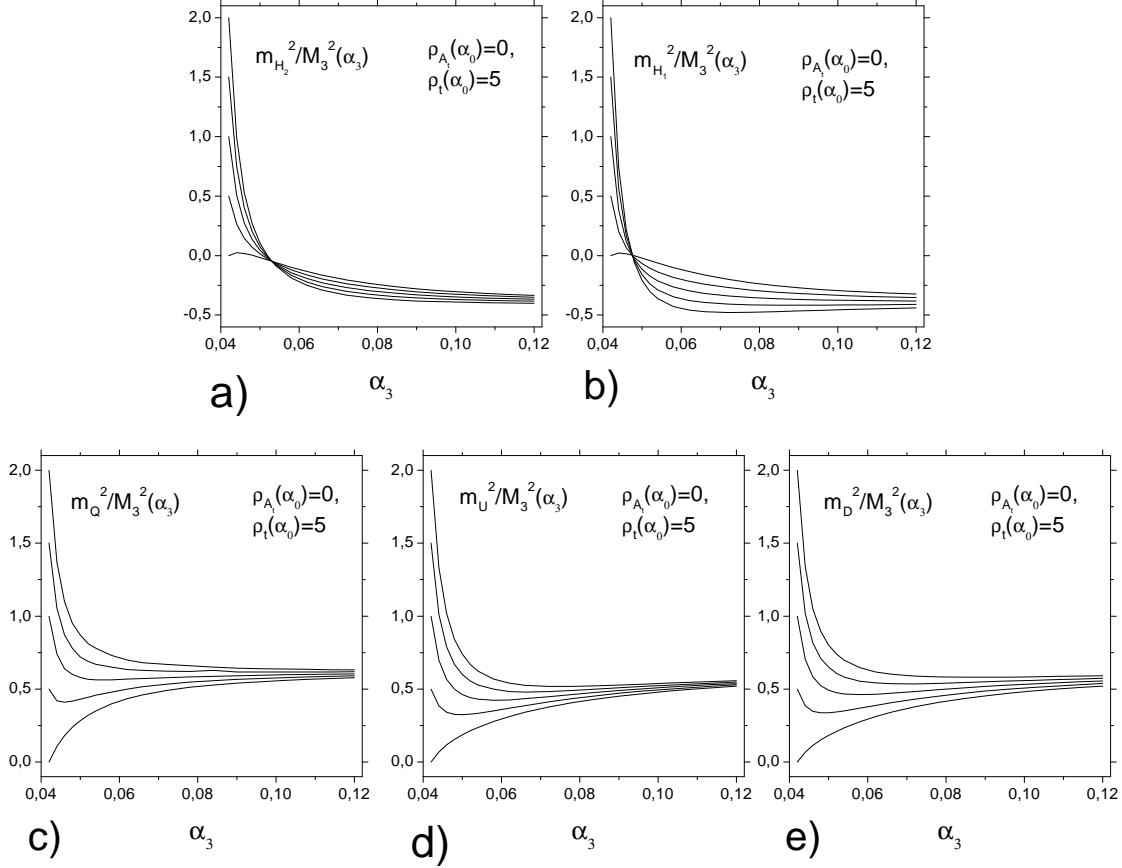 m_{H_2}^2/M_3^2(α_3)
ρ_{A_t}(α_0)=0,
ρ_t(α_0)=5
2,0
1,5
1,0
0,5
0,0
-0,5
0,04 0,06 0,08 0,10 0,12
a)
α_3
m_{H_1}^2/M_3^2(α_3)
ρ_{A_t}(α_0)=0,
ρ_t(α_0)=5
2,0
1,5
1,0
0,5
0,0
-0,5
0,04 0,06 0,08 0,10 0,12
b)
α_3
m_Q^2/M_3^2(α_3)
ρ_{A_t}(α_0)=0,
ρ_t(α_0)=5
2,0
1,5
1,0
0,5
0,0
0,04 0,06 0,08 0,10 0,12
c)
α_3
m_U^2/M_3^2(α_3)
ρ_{A_t}(α_0)=0,
ρ_t(α_0)=5
2,0
1,5
1,0
0,5
0,0
0,04 0,06 0,08 0,10 0,12
d)
α_3
m_D^2/M_3^2(α_3)
ρ_{A_t}(α_0)=0,
ρ_t(α_0)=5
2,0
1,5
1,0
0,5
0,0
0,04 0,06 0,08 0,10 0,12
e)
α_3